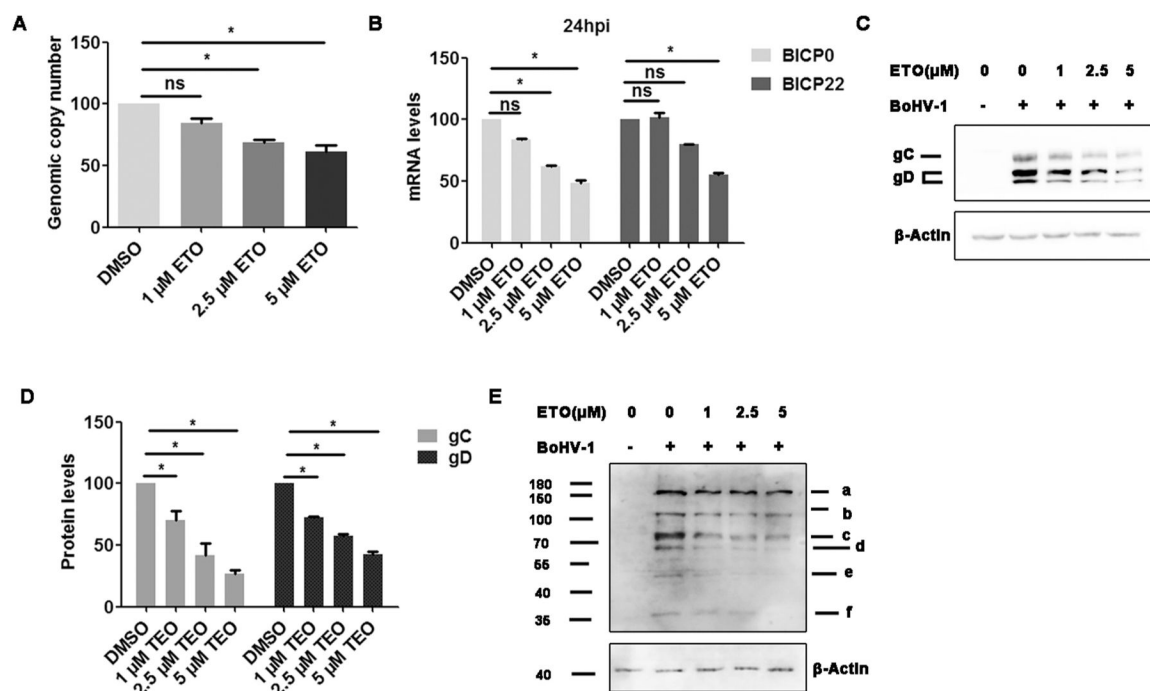 A
Genomic copy number
150
100
50
0
*
*
ns
DMSO
1 µM ETO
2.5 µM ETO
5 µM ETO
B
24hpi
mRNA levels
150
100
50
0
*
*
ns
*
ns
ns
DMSO
1 µM ETO
2.5 µM ETO
5 µM ETO
DMSO
1 µM ETO
2.5 µM ETO
5 µM ETO
BICP0
BICP22
C
ETO(µM) 0 0 1 2.5 5
BoHV-1 - + + + +
gC
gD
β-Actin
D
Protein levels
150
100
50
0
*
*
*
*
*
*
DMSO
1 µM TEO
2.5 µM TEO
5 µM TEO
DMSO
1 µM TEO
2.5 µM TEO
5 µM TEO
gC
gD
E
ETO(µM) 0 0 1 2.5 5
BoHV-1 - + + + +
180
150
100
70
55
40
35
a
b
c
d
e
f
40
β-Actin